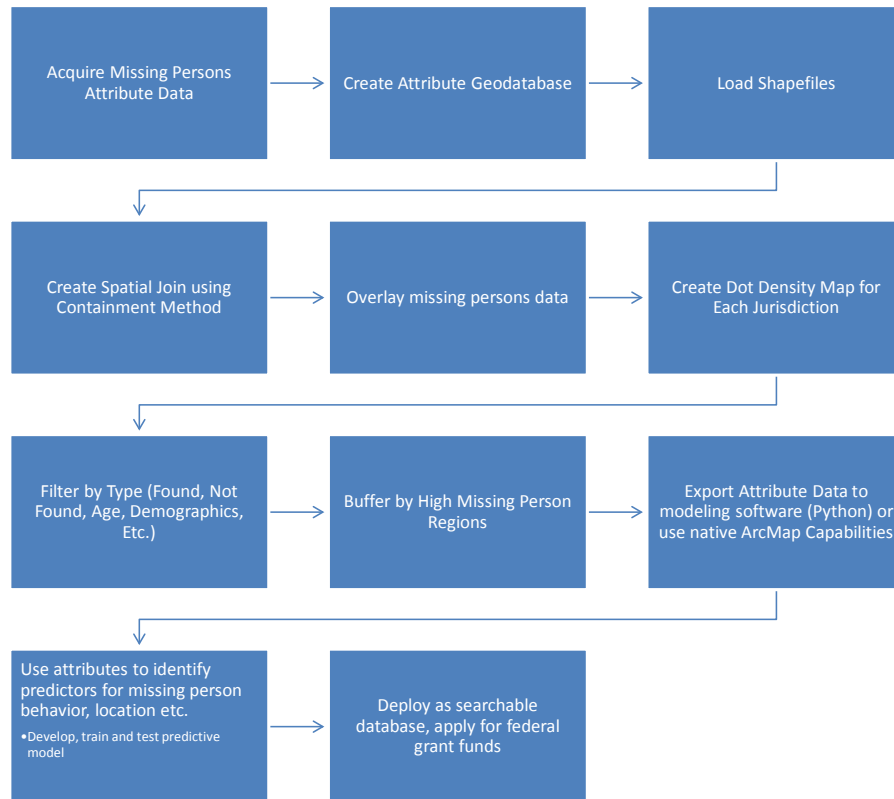 Acquire Missing Persons
Attribute Data
Create Attribute Geodatabase
Load Shapefiles
Create Spatial Join using
Containment Method
Overlay missing persons data
Create Dot Density Map for
Each Jurisdiction
Filter by Type (Found, Not
Found, Age, Demographics,
Etc.)
Buffer by High Missing Person
Regions
Export Attribute Data to
modeling software (Python) or
use native ArcMap Capabilities
Use attributes to identify
predictors for missing person
behavior, location etc.
•Develop, train and test predictive
model
Deploy as searchable
database, apply for federal
grant funds